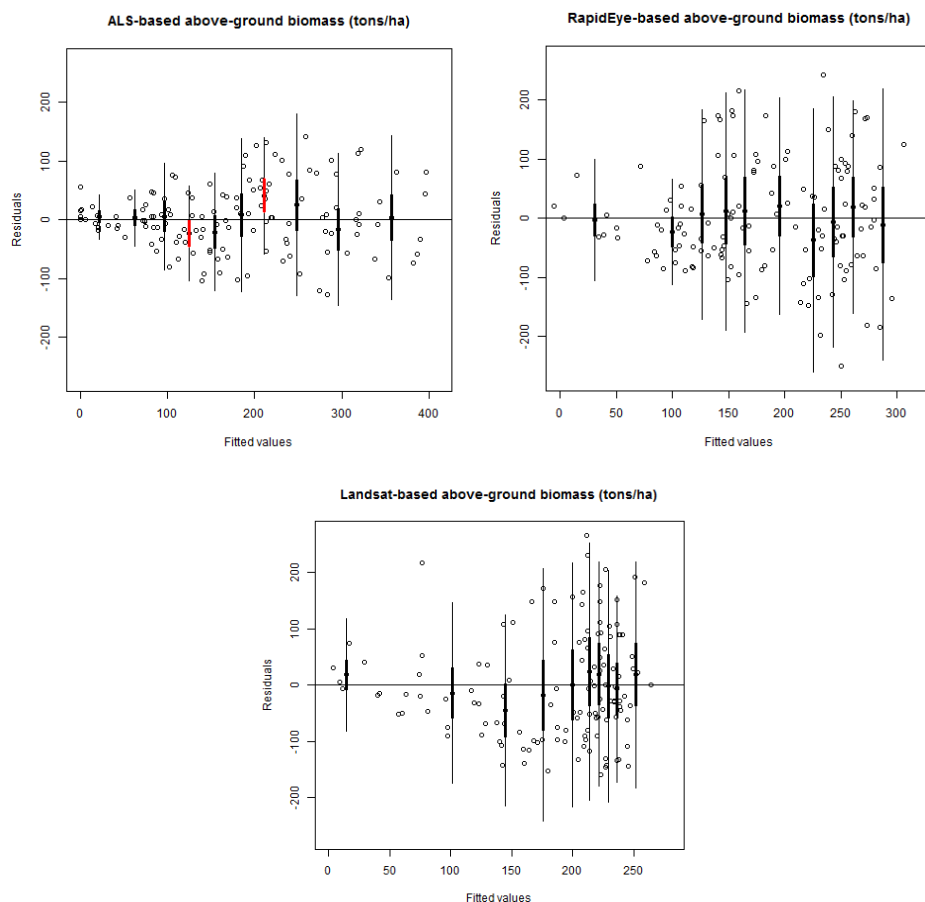 ALS-based above-ground biomass (tons/ha)
Residuals
200
100
0
-100
-200
0 100 200 300 400
Fitted values
RapidEye-based above-ground biomass (tons/ha)
Residuals
200
100
0
-100
-200
0 50 100 150 200 250 300
Fitted values
Landsat-based above-ground biomass (tons/ha)
Residuals
200
100
0
-100
-200
0 50 100 150 200 250
Fitted values